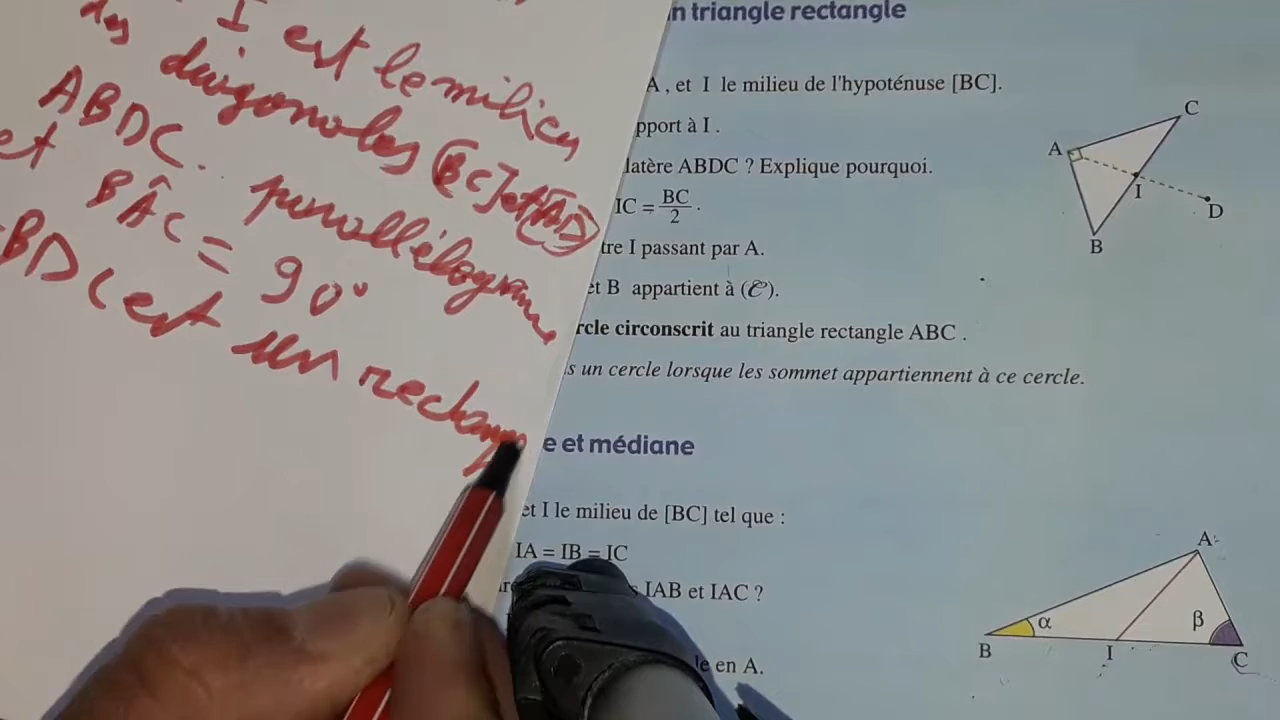 I est le milieu
des diagonales [BC] et [AD]
ABDC. parallélogramme
et BÂC = 90°
BDC est un rectang
n triangle rectangle
A , et I le milieu de l'hypoténuse [BC].
pport à I .
latère ABDC ? Explique pourquoi.
IC = BC/2 .
tre I passant par A.
et B appartient à (𝒞).
rcle circonscrit au triangle rectangle ABC .
s un cercle lorsque les sommet appartiennent à ce cercle.
A
C
I
D
B
e et médiane
et I le milieu de [BC] tel que :
IA = IB = IC
IAB et IAC ?
le en A.
A
B
α
I
β
C